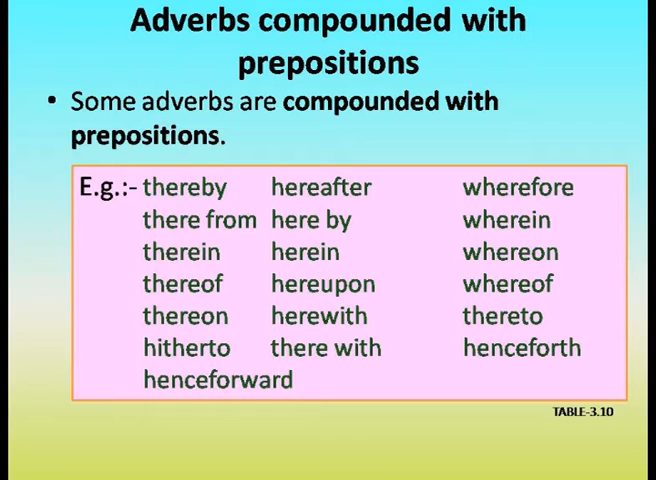 Adverbs compounded with
prepositions
• Some adverbs are compounded with
prepositions.
E.g.:- thereby hereafter wherefore
there from here by wherein
therein herein whereon
thereof hereupon whereof
thereon herewith thereto
hitherto there with henceforth
henceforward
TABLE-3.10